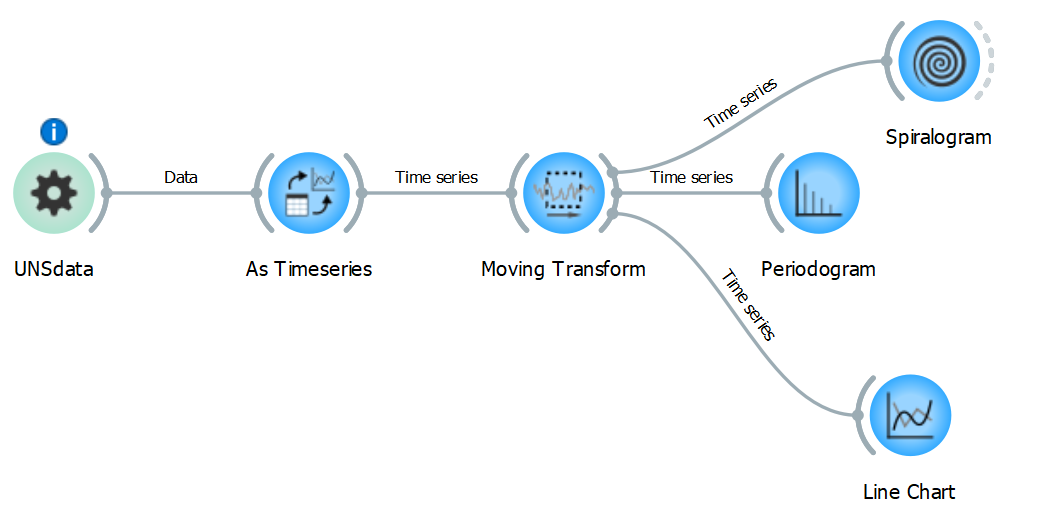 Time series
Spiralogram
i
Data
Time series
Time series
UNSdata
As Timeseries
Moving Transform
Periodogram
Time series
Line Chart